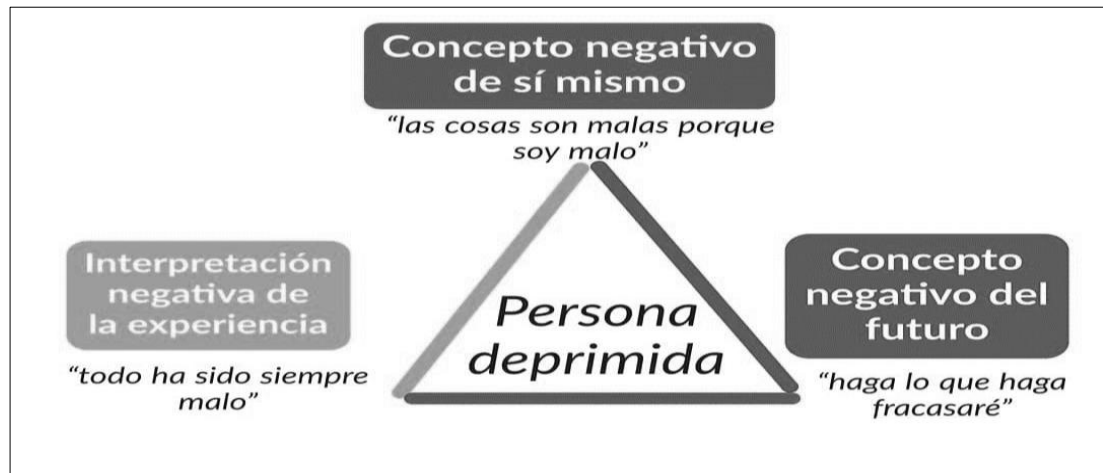 Concepto negativo
de sí mismo
“las cosas son malas porque
soy malo”
Interpretación
negativa de
la experiencia
“todo ha sido siempre
malo”
Persona
deprimida
Concepto
negativo del
futuro
“haga lo que haga
fracasaré”